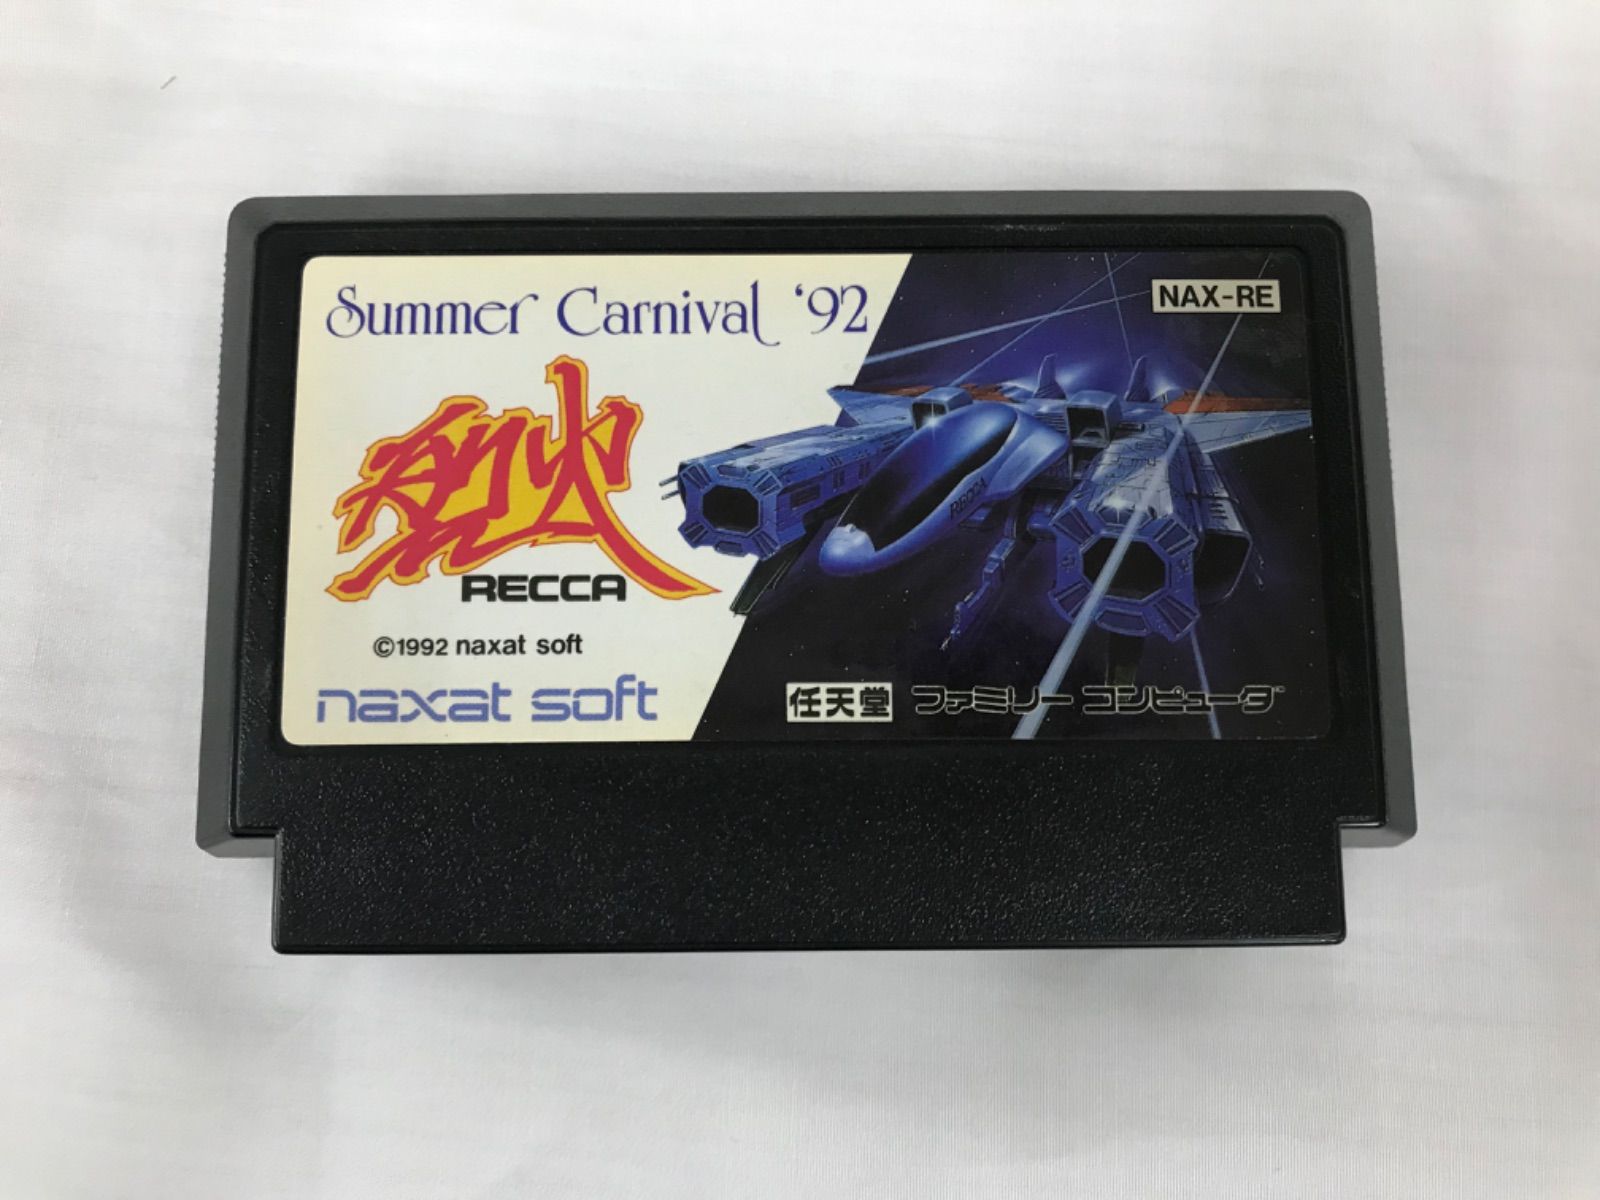 Summer Carnival '92
NAX-RE
烈火
RECCA
RECCA
©1992 naxat soft
naxat soft
任天堂 ファミリーコンピュータ